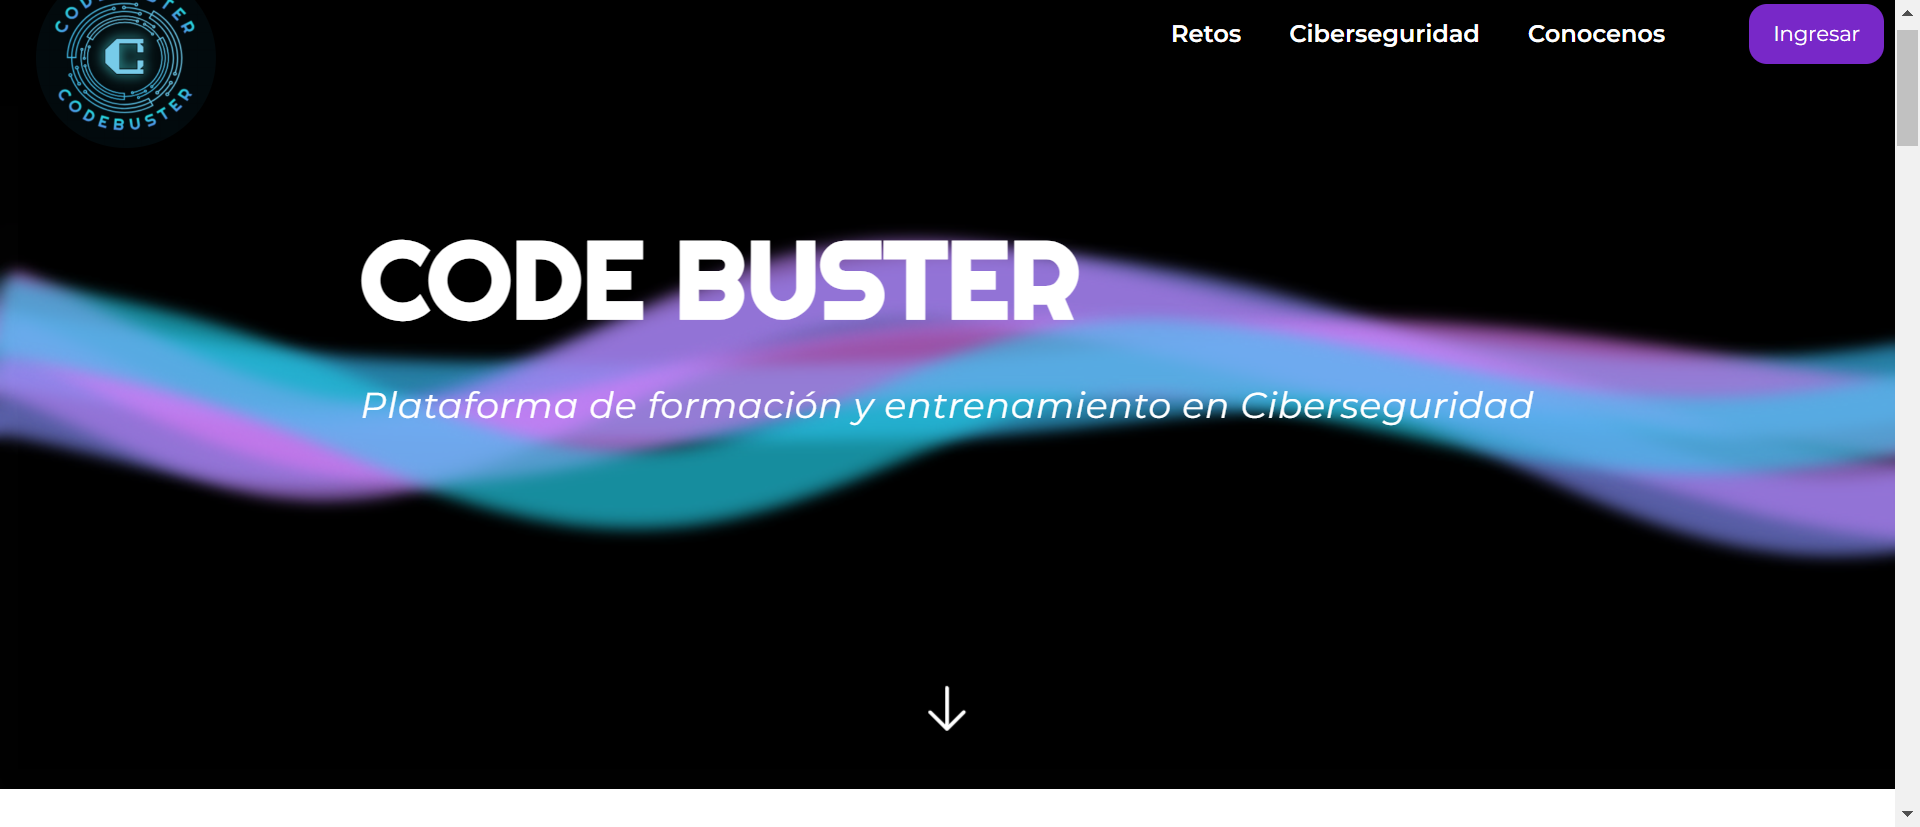 CODEBUSTER
C
CODEBUSTER
Retos Ciberseguridad Conocenos Ingresar
CODE BUSTER
Plataforma de formación y entrenamiento en Ciberseguridad